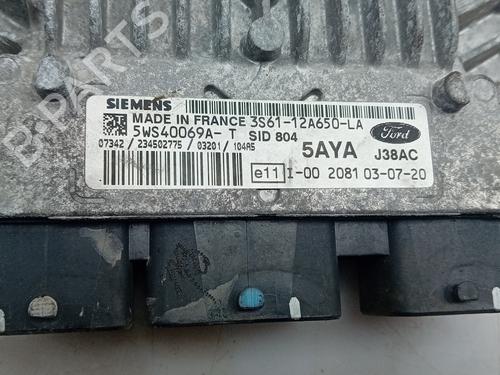 B-PARTS
SIEMENS
MADE IN FRANCE 3S61-12A650-LA
5WS40069A- T SID 804
07342 / 234502775 / 03201 / 104A5
Ford
5AYA J38AC
e11 I-00 2081 03-07-20